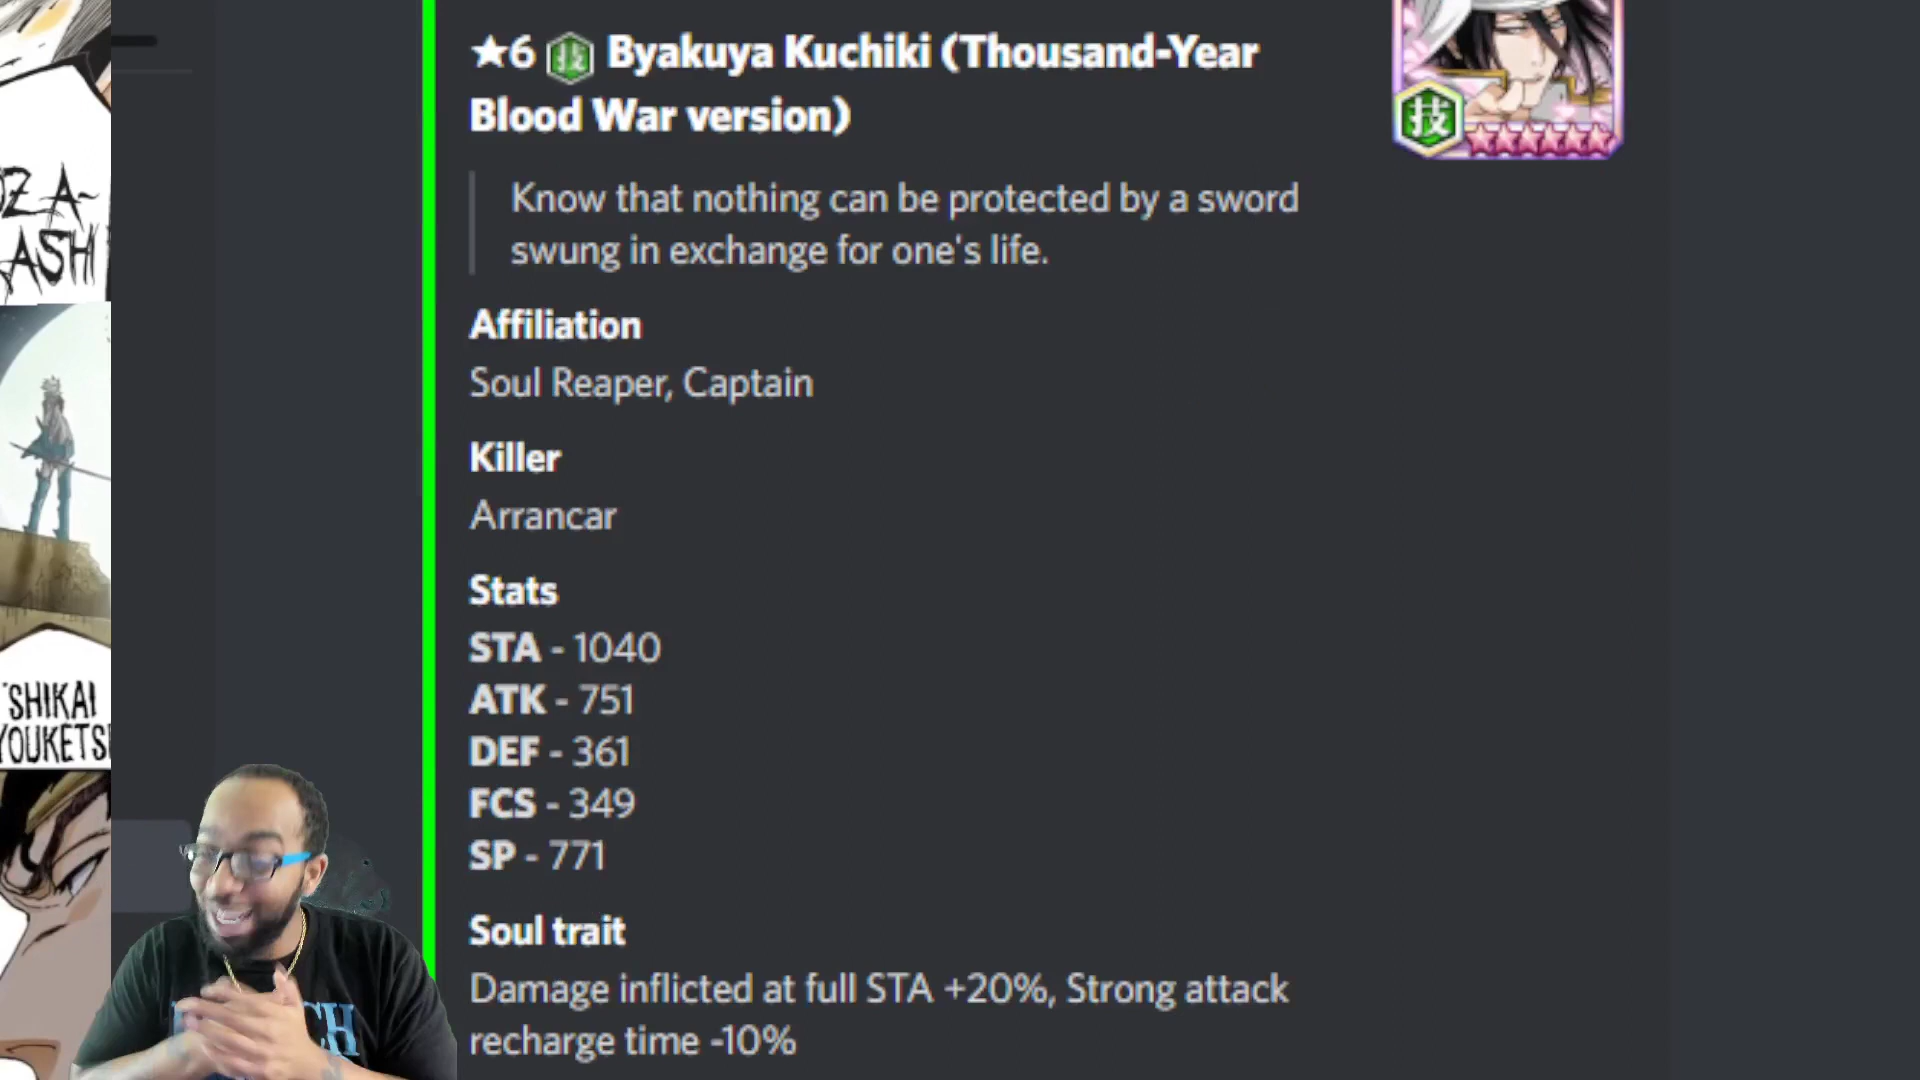 ★6 技 Byakuya Kuchiki (Thousand-Year
Blood War version)
技
Know that nothing can be protected by a sword
swung in exchange for one's life.
Affiliation
Soul Reaper, Captain
Killer
Arrancar
Stats
STA - 1040
ATK - 751
DEF - 361
FCS - 349
SP - 771
Soul trait
Damage inflicted at full STA +20%, Strong attack
recharge time -10%
SHIKAI